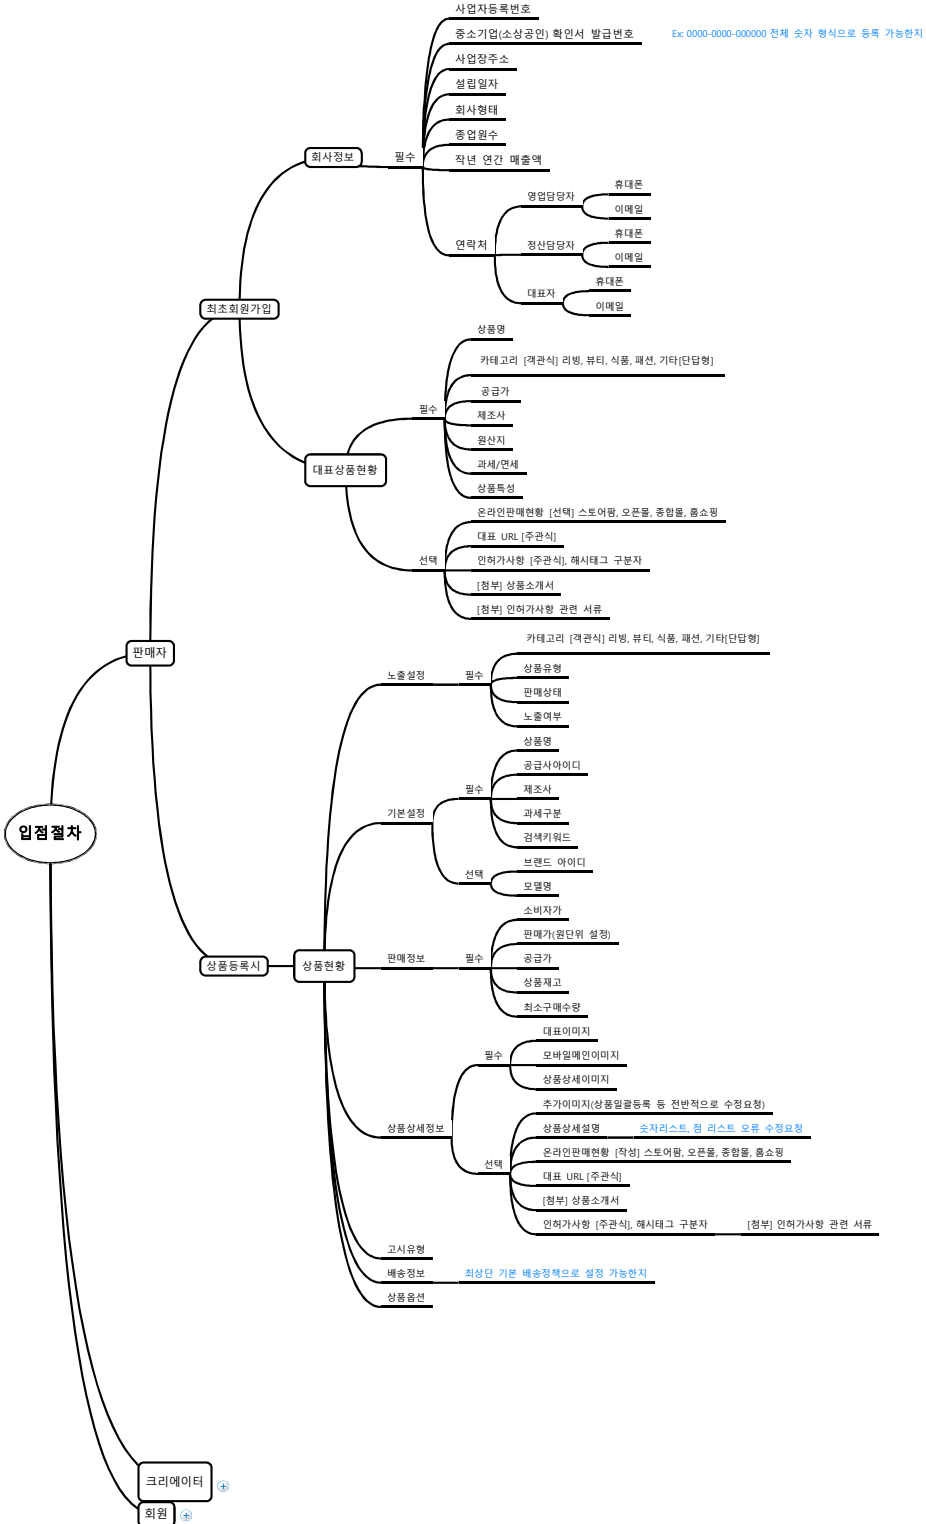 사업자등록번호
중소기업(소상공인) 확인서 발급번호
Ex: 0000-0000-000000 전체 숫자 형식으로 등록 가능한지
사업장주소
설립일자
회사형태
종업원수
작년 연간 매출액
회사정보
필수
휴대폰
영업담당자
이메일
휴대폰
연락처
정산담당자
이메일
휴대폰
대표자
이메일
최초회원가입
상품명
카테고리 [객관식] 리빙, 뷰티, 식품, 패션, 기타[단답형]
공급가
필수
제조사
원산지
과세/면세
대표상품현황
상품특성
온라인판매현황 [선택] 스토어팜, 오픈몰, 종합몰, 홈쇼핑
대표 URL [주관식]
선택
인허가사항 [주관식], 해시태그 구분자
[첨부] 상품소개서
[첨부] 인허가사항 관련 서류
판매자
카테고리 [객관식] 리빙, 뷰티, 식품, 패션, 기타[단답형]
노출설정
필수
상품유형
판매상태
노출여부
상품명
공급사아이디
필수
제조사
기본설정
과세구분
검색키워드
선택
브랜드 아이디
모델명
입점절차
소비자가
판매가(원단위 설정)
판매정보
필수
공급가
상품재고
최소구매수량
상품등록시
상품현황
대표이미지
필수
모바일메인이미지
상품상세이미지
추가이미지(상품일괄등록 등 전반적으로 수정요청)
상품상세정보
상품상세설명
숫자리스트, 점 리스트 오류 수정요청
온라인판매현황 [작성] 스토어팜, 오픈몰, 종합몰, 홈쇼핑
선택
대표 URL [주관식]
[첨부] 상품소개서
인허가사항 [주관식], 해시태그 구분자
[첨부] 인허가사항 관련 서류
고시유형
배송정보
최상단 기본 배송정책으로 설정 가능한지
상품옵션
크리에이터
회원